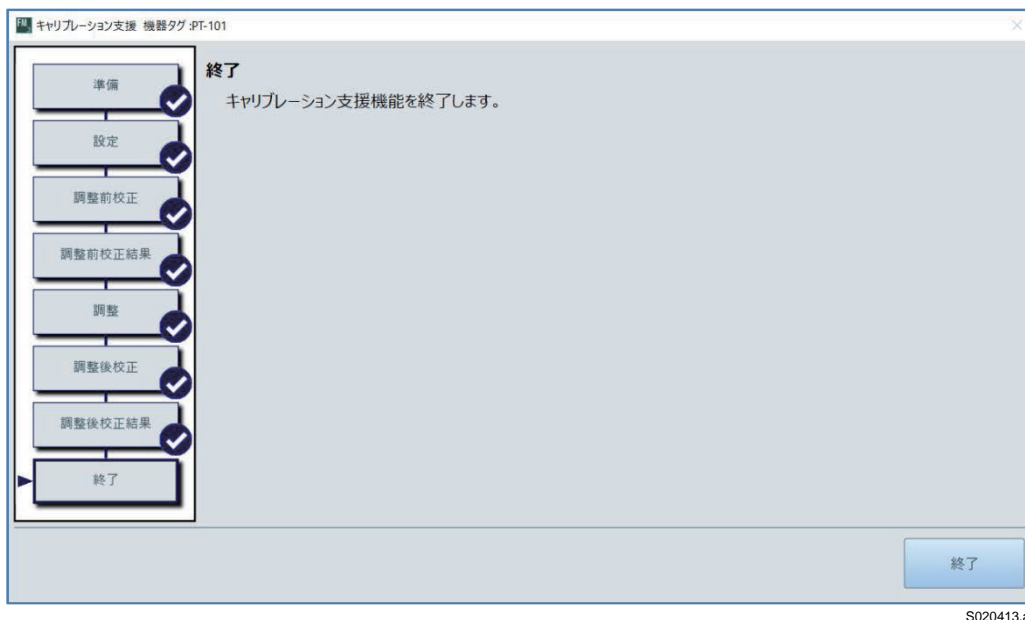 FM キャリブレーション支援 機器タグ:PT-101
準備
設定
調整前校正
調整前校正結果
調整
調整後校正
調整後校正結果
終了
終了
キャリブレーション支援機能を終了します。
終了
S020413.a